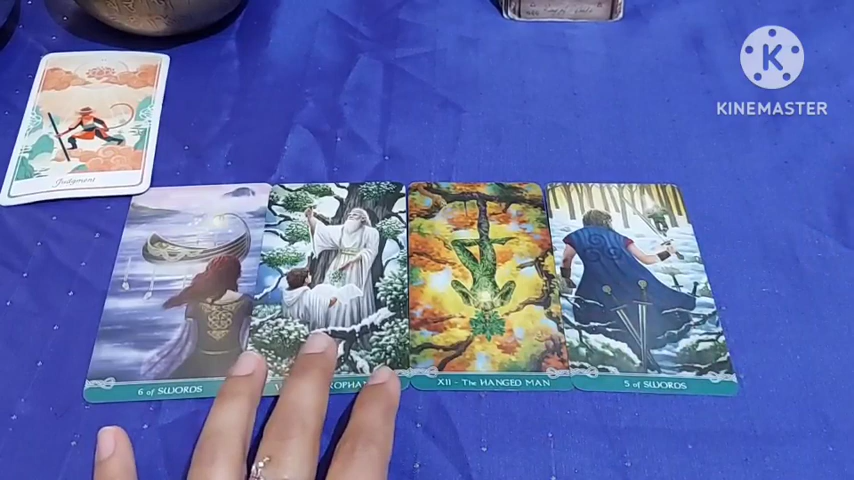 K
KINEMASTER
Judgment
6 OF SWORDS
XII - THE HANGED MAN
5 OF SWORDS